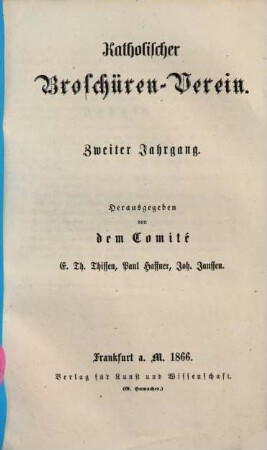 Katholischer
Broschüren-Verein.
Zweiter Jahrgang.
Herausgegeben
von
dem Comité
E. Th. Thissen, Paul Haffner, Joh. Janssen.
Frankfurt a. M. 1866.
Verlag für Kunst und Wissenschaft.
(G. Hamacher.)